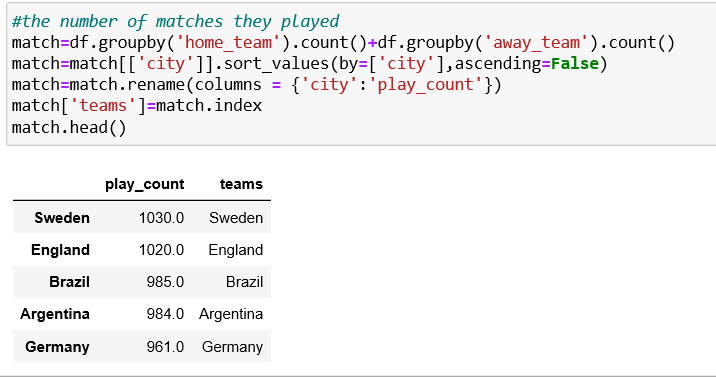 #the number of matches they played
match=df.groupby('home_team').count()+df.groupby('away_team').count()
match=match[['city']].sort_values(by=['city'],ascending=False)
match=match.rename(columns = {'city':'play_count'})
match['teams']=match.index
match.head()
play_count teams
Sweden 1030.0 Sweden
England 1020.0 England
Brazil 985.0 Brazil
Argentina 984.0 Argentina
Germany 961.0 Germany